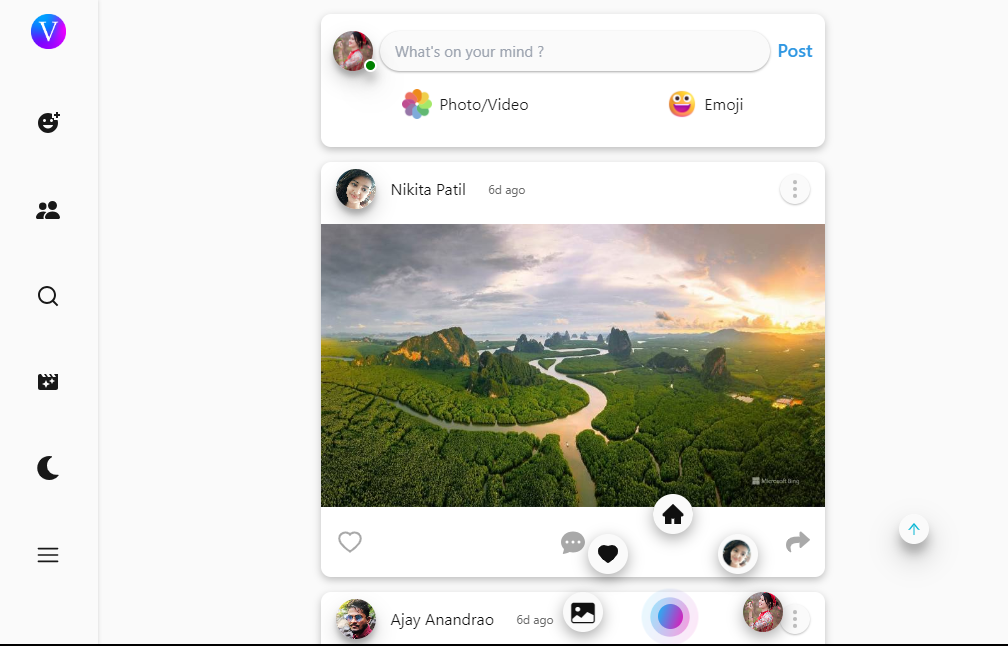 V
What's on your mind ?
Post
Photo/Video
Emoji
Nikita Patil 6d ago
Microsoft Bing
Ajay Anandrao 6d ago